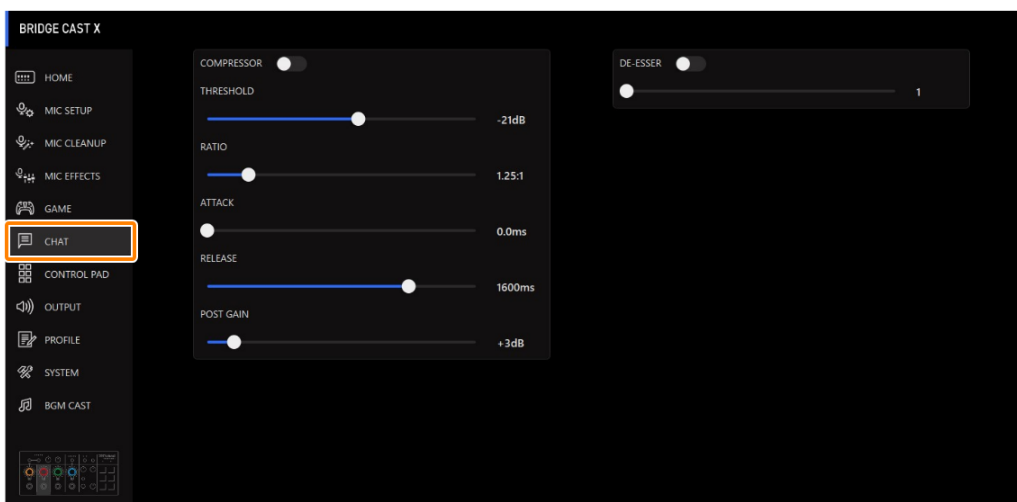 BRIDGE CAST X
HOME
MIC SETUP
MIC CLEANUP
MIC EFFECTS
GAME
CHAT
CONTROL PAD
OUTPUT
PROFILE
SYSTEM
BGM CAST
COMPRESSOR
THRESHOLD
-21dB
RATIO
1.25:1
ATTACK
0.0ms
RELEASE
1600ms
POST GAIN
+3dB
DE-ESSER
1